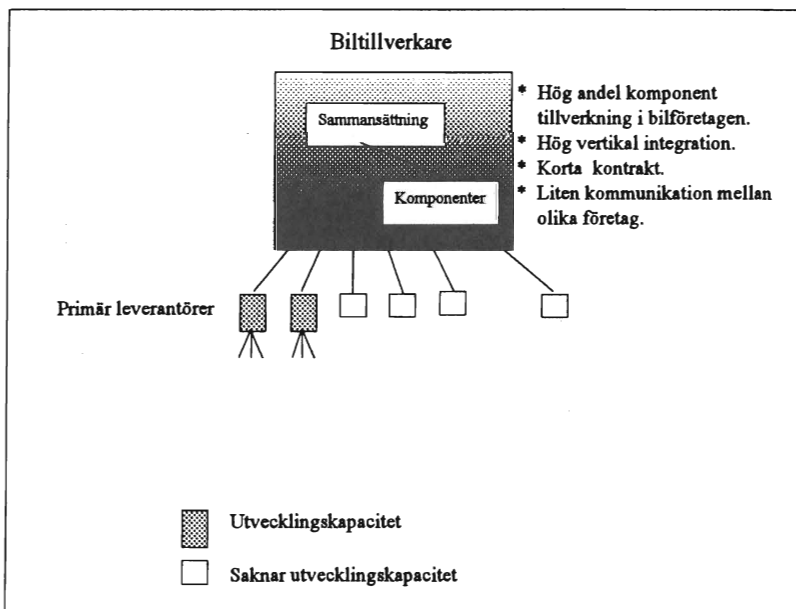 Biltillverkare
Sammansättning
Komponenter
* Hög andel komponent
tillverkning i bilföretagen.
* Hög vertikal integration.
* Korta kontrakt.
* Liten kommunikation mellan
olika företag.
Primär leverantörer
Utvecklingskapacitet
Saknar utvecklingskapacitet